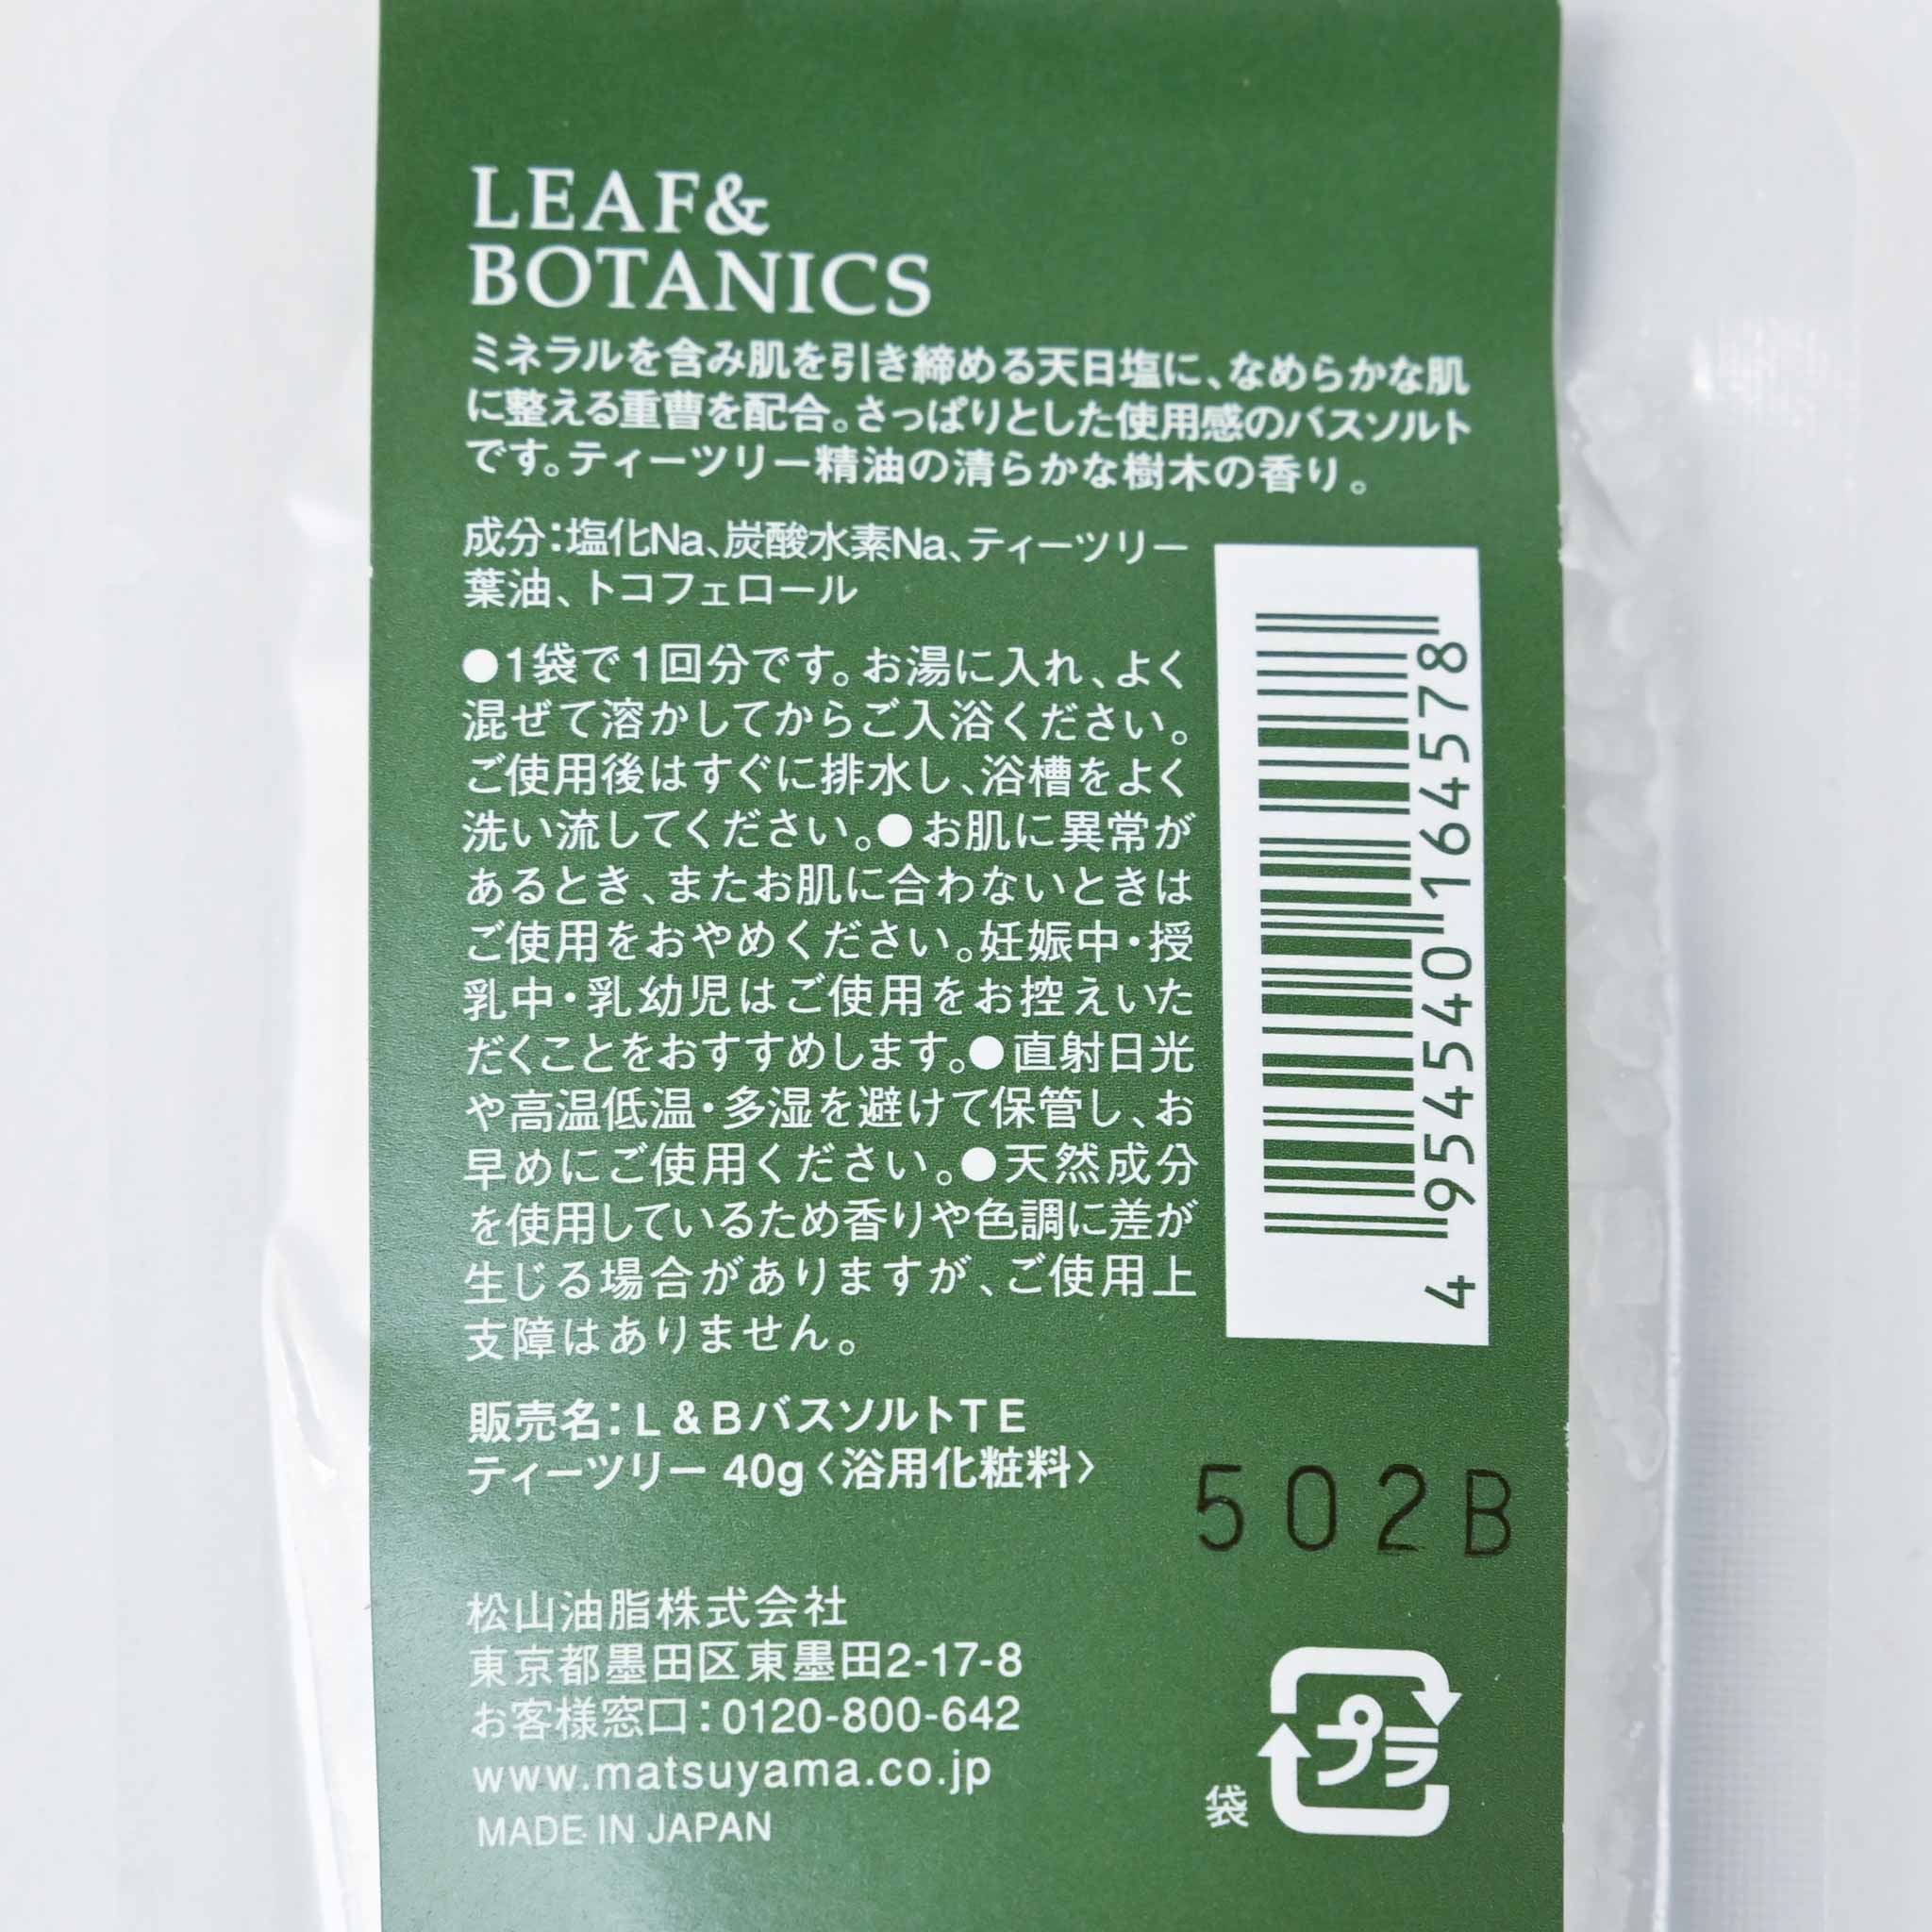 LEAF&
BOTANICS
ミネラルを含み肌を引き締める天日塩に、なめらかな肌
に整える重曹を配合。さっぱりとした使用感のバスソルト
です。ティーツリー精油の清らかな樹木の香り。
成分:塩化Na、炭酸水素Na、ティーツリー
葉油、トコフェロール
●1袋で1回分です。お湯に入れ、よく
混ぜて溶かしてからご入浴ください。
ご使用後はすぐに排水し、浴槽をよく
洗い流してください。●お肌に異常が
あるとき、またお肌に合わないときは
ご使用をおやめください。妊娠中・授
乳中・乳幼児はご使用をお控えいた
だくことをおすすめします。●直射日光
や高温低温・多湿を避けて保管し、お
早めにご使用ください。●天然成分
を使用しているため香りや色調に差が
生じる場合がありますが、ご使用上
支障はありません。
4954540164578
販売名:L&BバスソルトTE
ティーツリー 40g〈浴用化粧料〉
502B
松山油脂株式会社
東京都墨田区東墨田2-17-8
お客様窓口:0120-800-642
www.matsuyama.co.jp
MADE IN JAPAN
プラ
袋